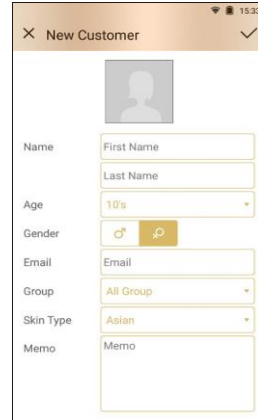 15:33
New Customer
Name First Name
Last Name
Age 10's
Gender
Email Email
Group All Group
Skin Type Asian
Memo Memo